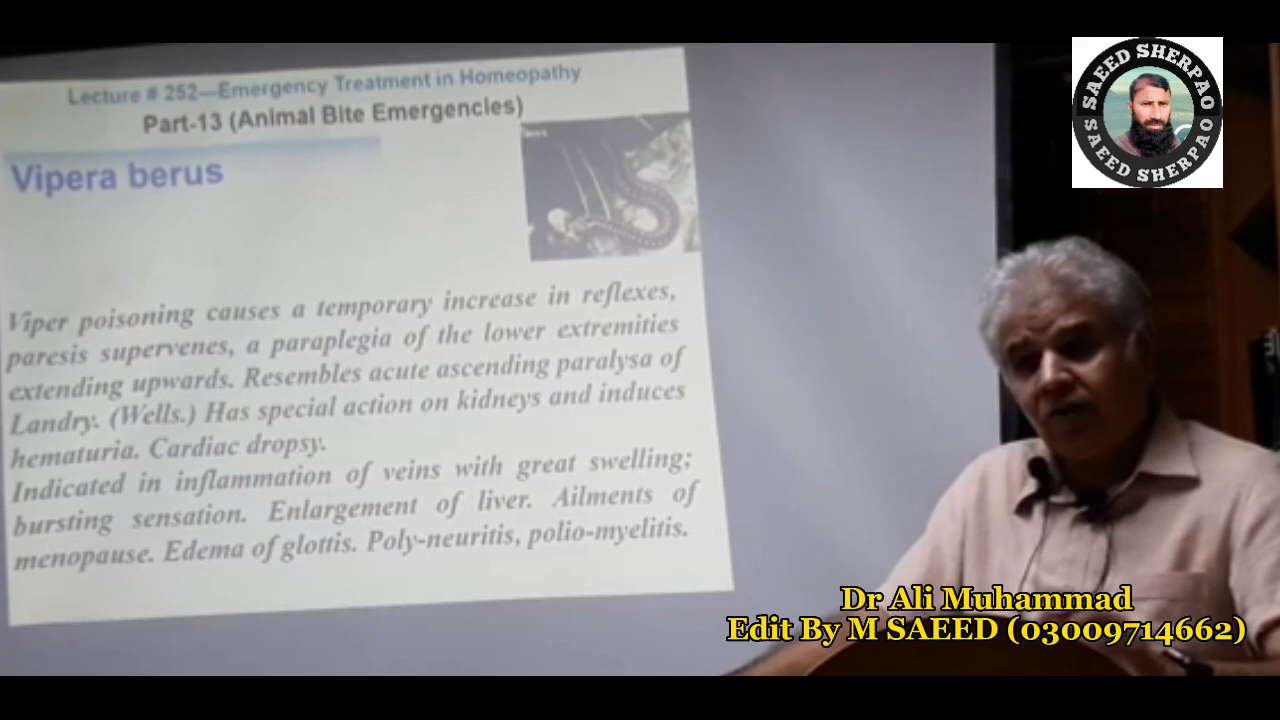 Lecture # 252—Emergency Treatment in Homeopathy
Part-13 (Animal Bite Emergencies)
Vipera berus
Viper poisoning causes a temporary increase in reflexes,
paresis supervenes, a paraplegia of the lower extremities
extending upwards. Resembles acute ascending paralysa of
Landry. (Wells.) Has special action on kidneys and induces
hematuria. Cardiac dropsy.
Indicated in inflammation of veins with great swelling;
bursting sensation. Enlargement of liver. Ailments of
menopause. Edema of glottis. Poly-neuritis, polio-myelitis.
SAEED SHERPAO
SAEED SHERPAO
Dr Ali Muhammad
Edit By M SAEED (03009714662)